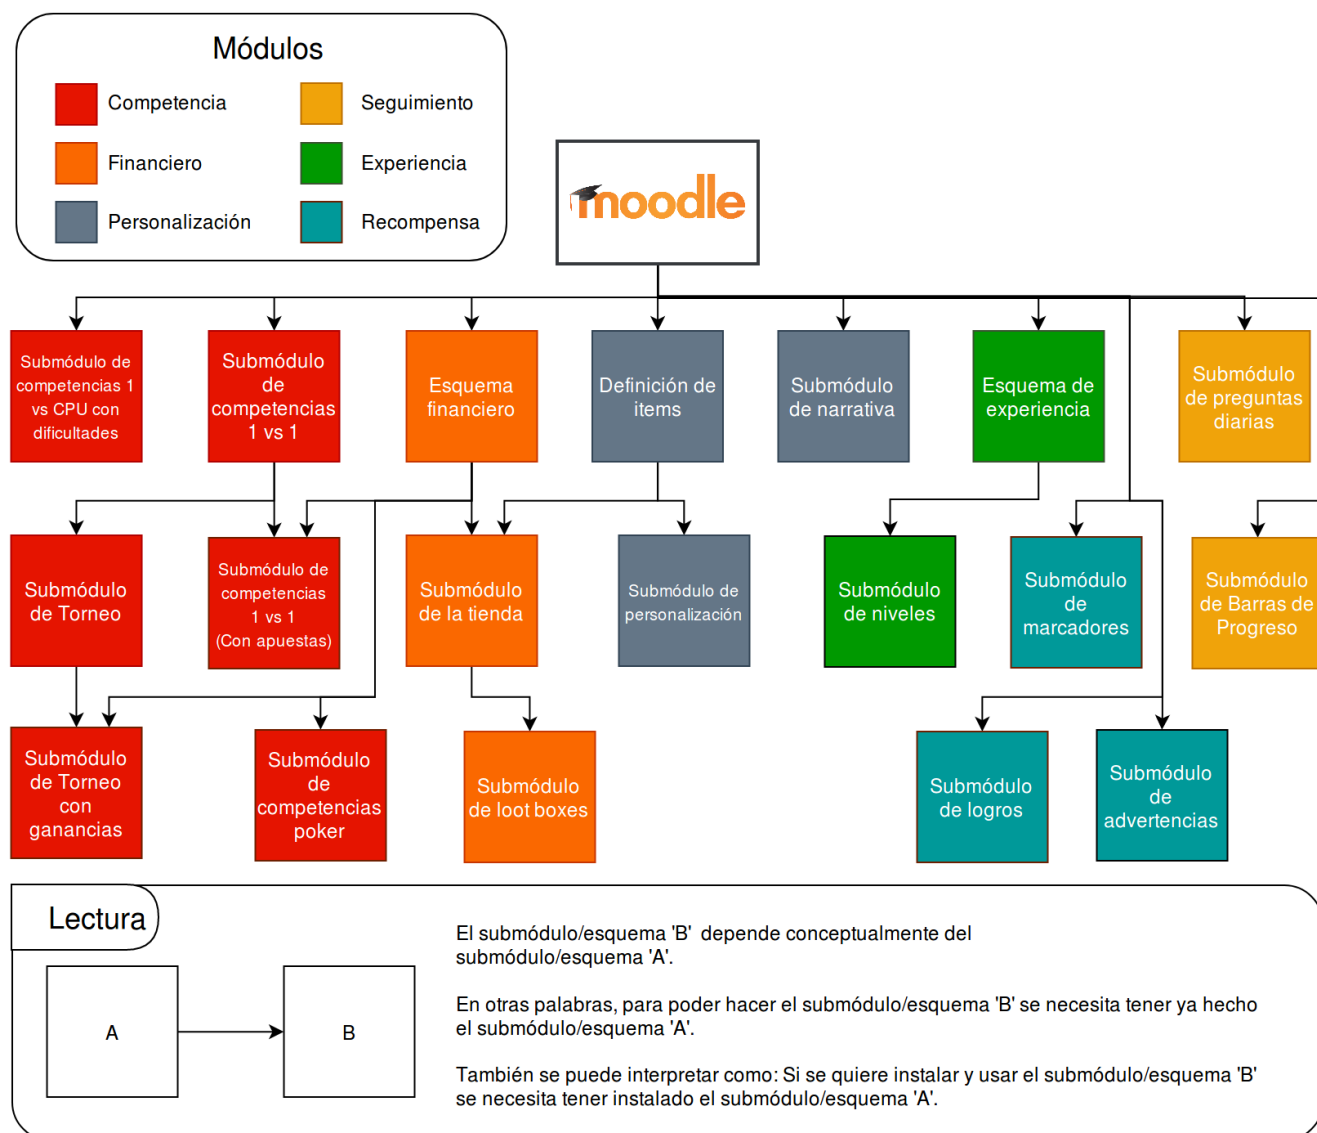 Módulos
Competencia
Seguimiento
Financiero
Experiencia
Personalización
Recompensa
moodle
Submódulo de
competencias 1
vs CPU con
dificultades
Submódulo
de
competencias
1 vs 1
Esquema
financiero
Definición de
items
Submódulo
de narrativa
Esquema de
experiencia
Submódulo
de preguntas
diarias
Submódulo
de Torneo
Submódulo de
competencias
1 vs 1
(Con apuestas)
Submódulo
de la tienda
Submódulo de
personalización
Submódulo
de niveles
Submódulo
de
marcadores
Submódulo
de Barras de
Progreso
Submódulo
de Torneo
con
ganancias
Submódulo
de
competencias
poker
Submódulo
de loot boxes
Submódulo
de logros
Submódulo
de
advertencias
Lectura
A
B
El submódulo/esquema 'B' depende conceptualmente del
submódulo/esquema 'A'.
En otras palabras, para poder hacer el submódulo/esquema 'B' se necesita tener ya hecho
el submódulo/esquema 'A'.
También se puede interpretar como: Si se quiere instalar y usar el submódulo/esquema 'B'
se necesita tener instalado el submódulo/esquema 'A'.